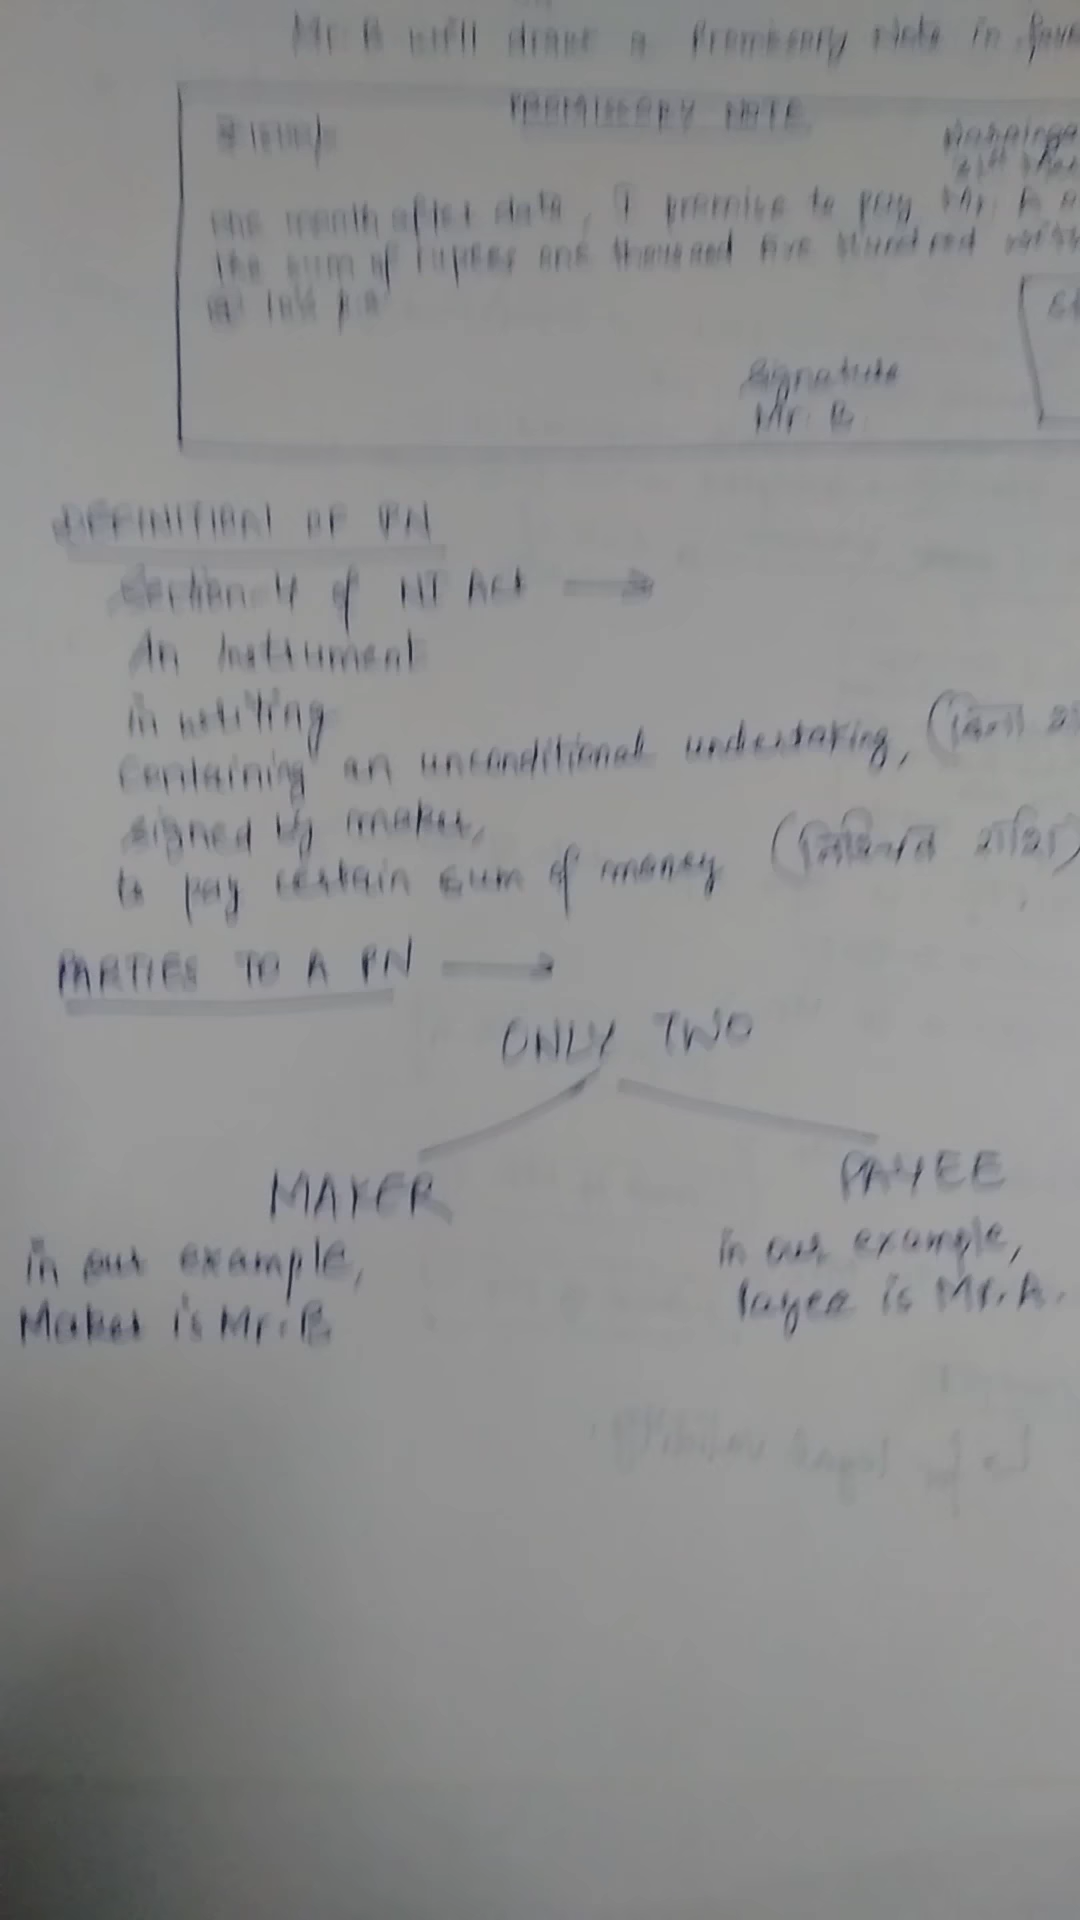 Mr. B will draw a Promissory Note in
PROMISSORY NOTE
one month after date, I promise to pay Mr. A
the sum of rupees one thousand five Hundred
Signature
Mr. B.
DEFINITION OF PN
Section-4 of NI Act →
An Instrument
in writing
containing an unconditional undertaking, (बिना
signed by maker,
to pay certain sum of money (निश्चित राशि)
PARTIES TO A PN →
ONLY TWO
MAKER PAYEE
in our example, in our example,
Maker is Mr. B Payee is Mr. A.